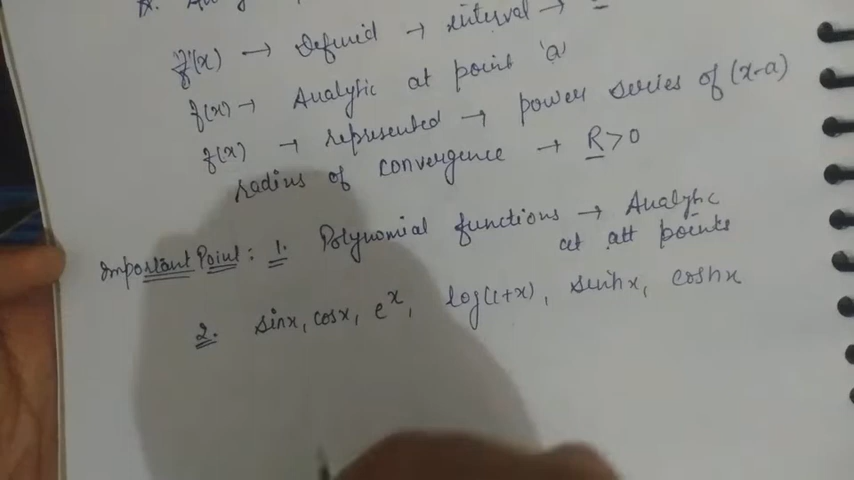 f(x) → Defined → interval →
f(x) → Analytic at point 'a'
f(x) → represented → power series of (x-a)
radius of convergence → R>0
Important Point: 1. Polynomial functions → Analytic
at all points
2. sinx, cosx, e^x, log(1+x), sinhx, coshx